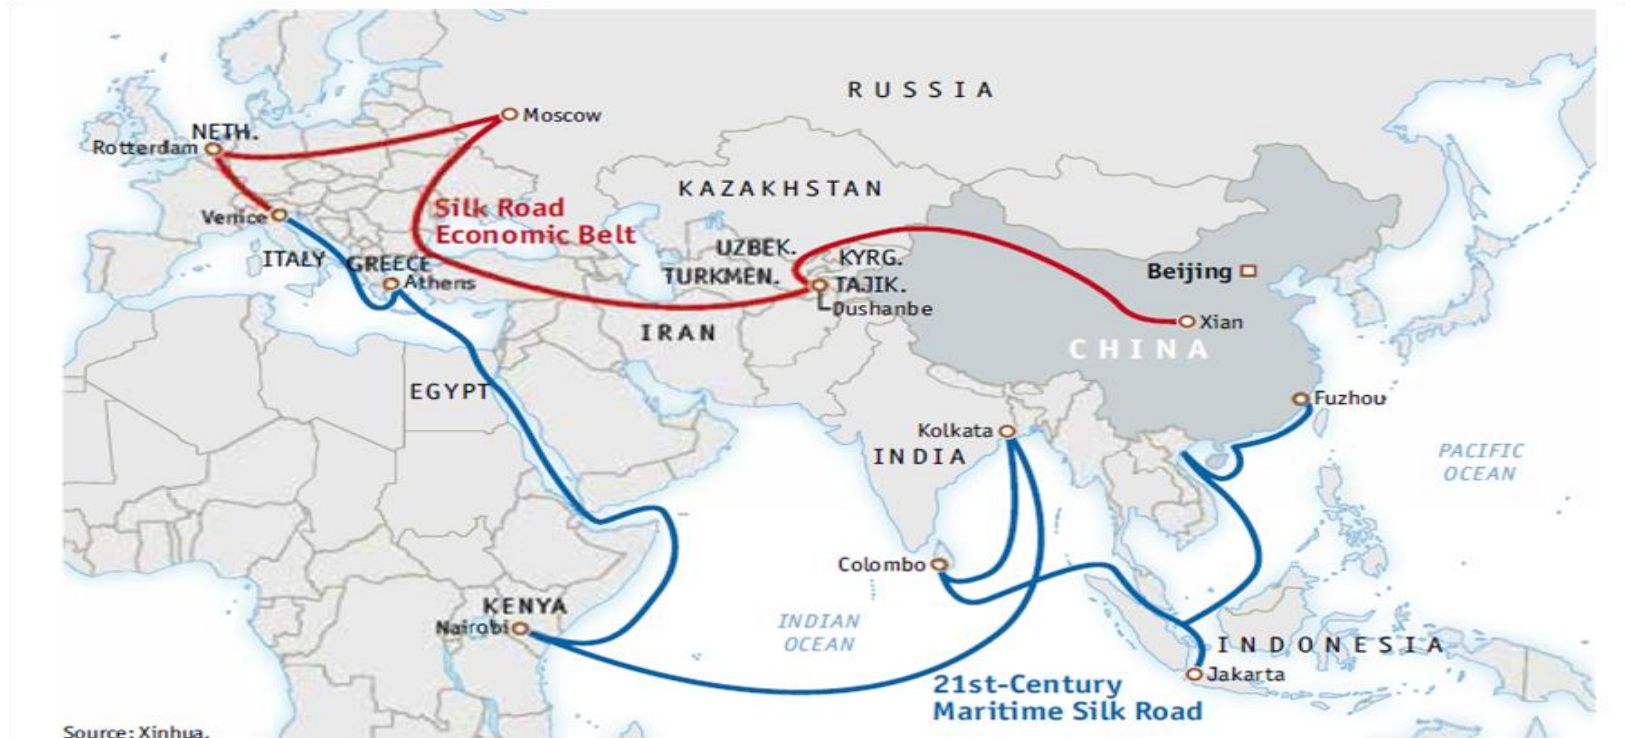 RUSSIA
Moscow
NETH.
Rotterdam
KAZAKHSTAN
Silk Road
Economic Belt
Venice
UZBEK.
KYRG.
ITALY
GREECE
Beijing
TURKMEN.
TAJIK.
Athens
Dushanbe
Xian
IRAN
CHINA
EGYPT
Fuzhou
Kolkata
INDIA
PACIFIC
OCEAN
Colombo
KENYA
Nairobi
INDIAN
OCEAN
INDONESIA
Jakarta
21st-Century
Maritime Silk Road
Source: Xinhua.